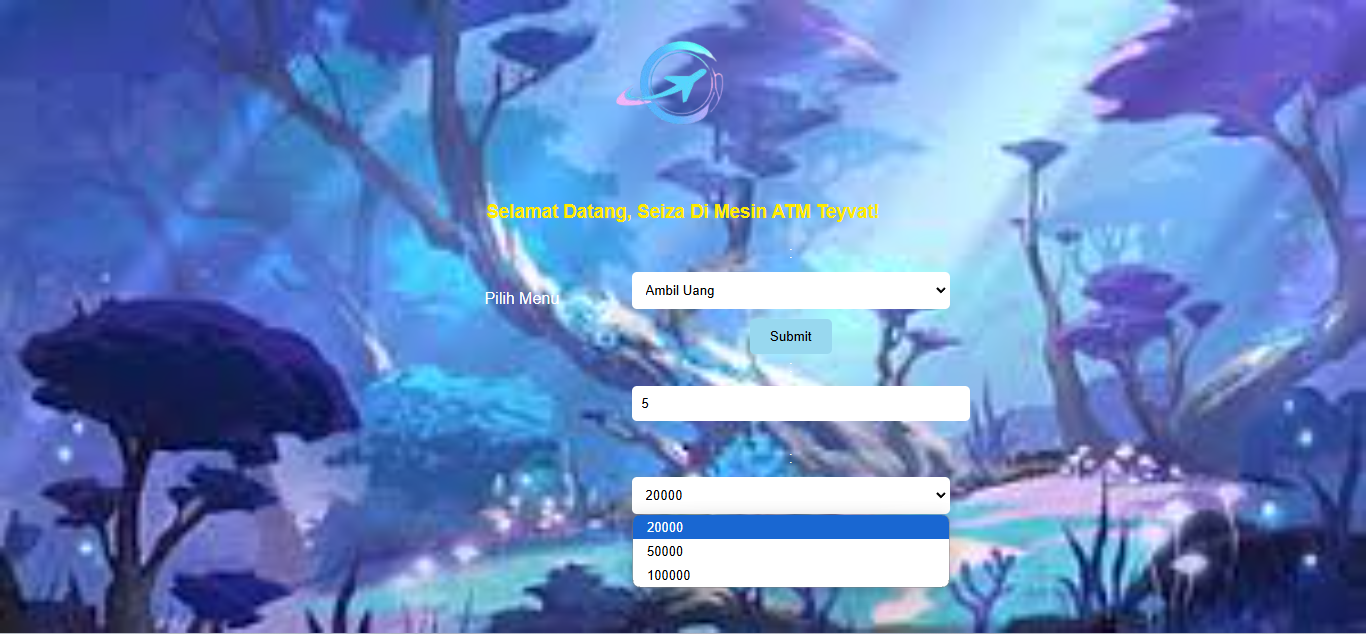 Selamat Datang, Seiza Di Mesin ATM Teyvat!
:
Pilih Menu
Ambil Uang
Submit
:
5
:
20000
20000
50000
100000